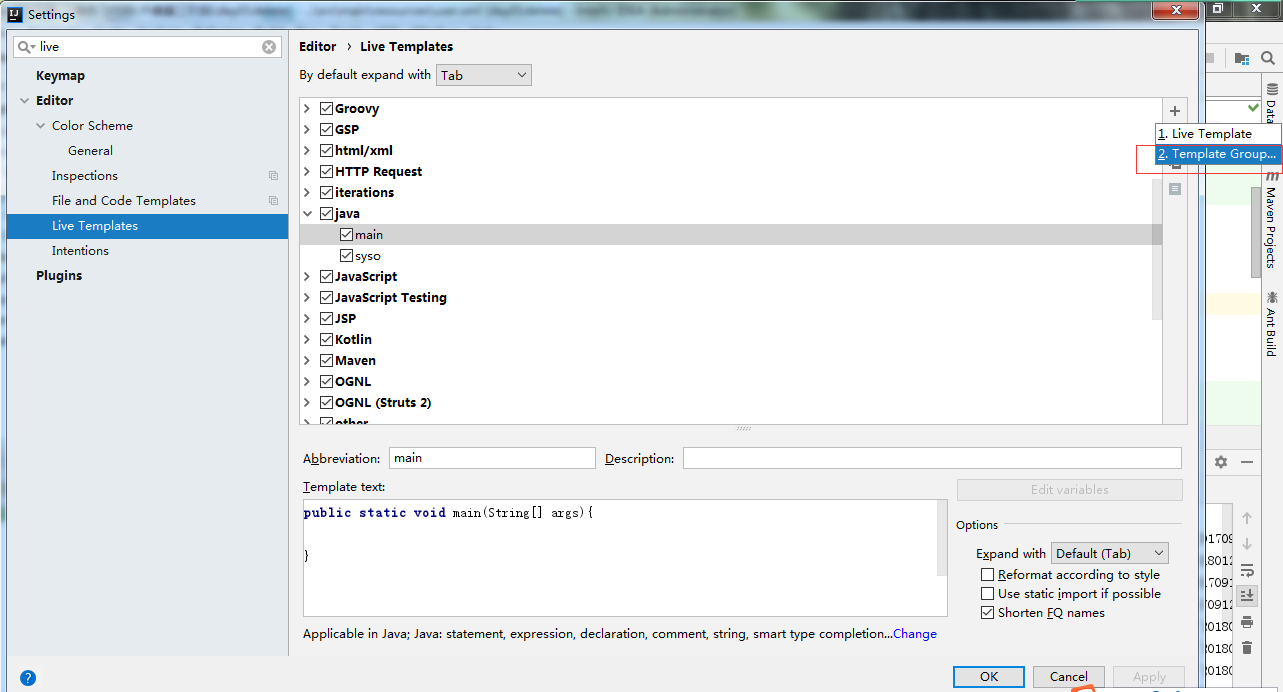 Settings
live
Keymap
Editor
Color Scheme
General
Inspections
File and Code Templates
Live Templates
Intentions
Plugins
Editor › Live Templates
By default expand with Tab
Groovy
GSP
html/xml
HTTP Request
iterations
java
main
syso
JavaScript
JavaScript Testing
JSP
Kotlin
Maven
OGNL
OGNL (Struts 2)
other
1. Live Template
2. Template Group...
Abbreviation: main
Description:
Template text:
public static void main(String[] args){
}
Edit variables
Options
Expand with Default (Tab)
Reformat according to style
Use static import if possible
Shorten FQ names
Applicable in Java; Java: statement, expression, declaration, comment, string, smart type completion...Change
OK
Cancel
Apply
Maven Projects
Ant Build